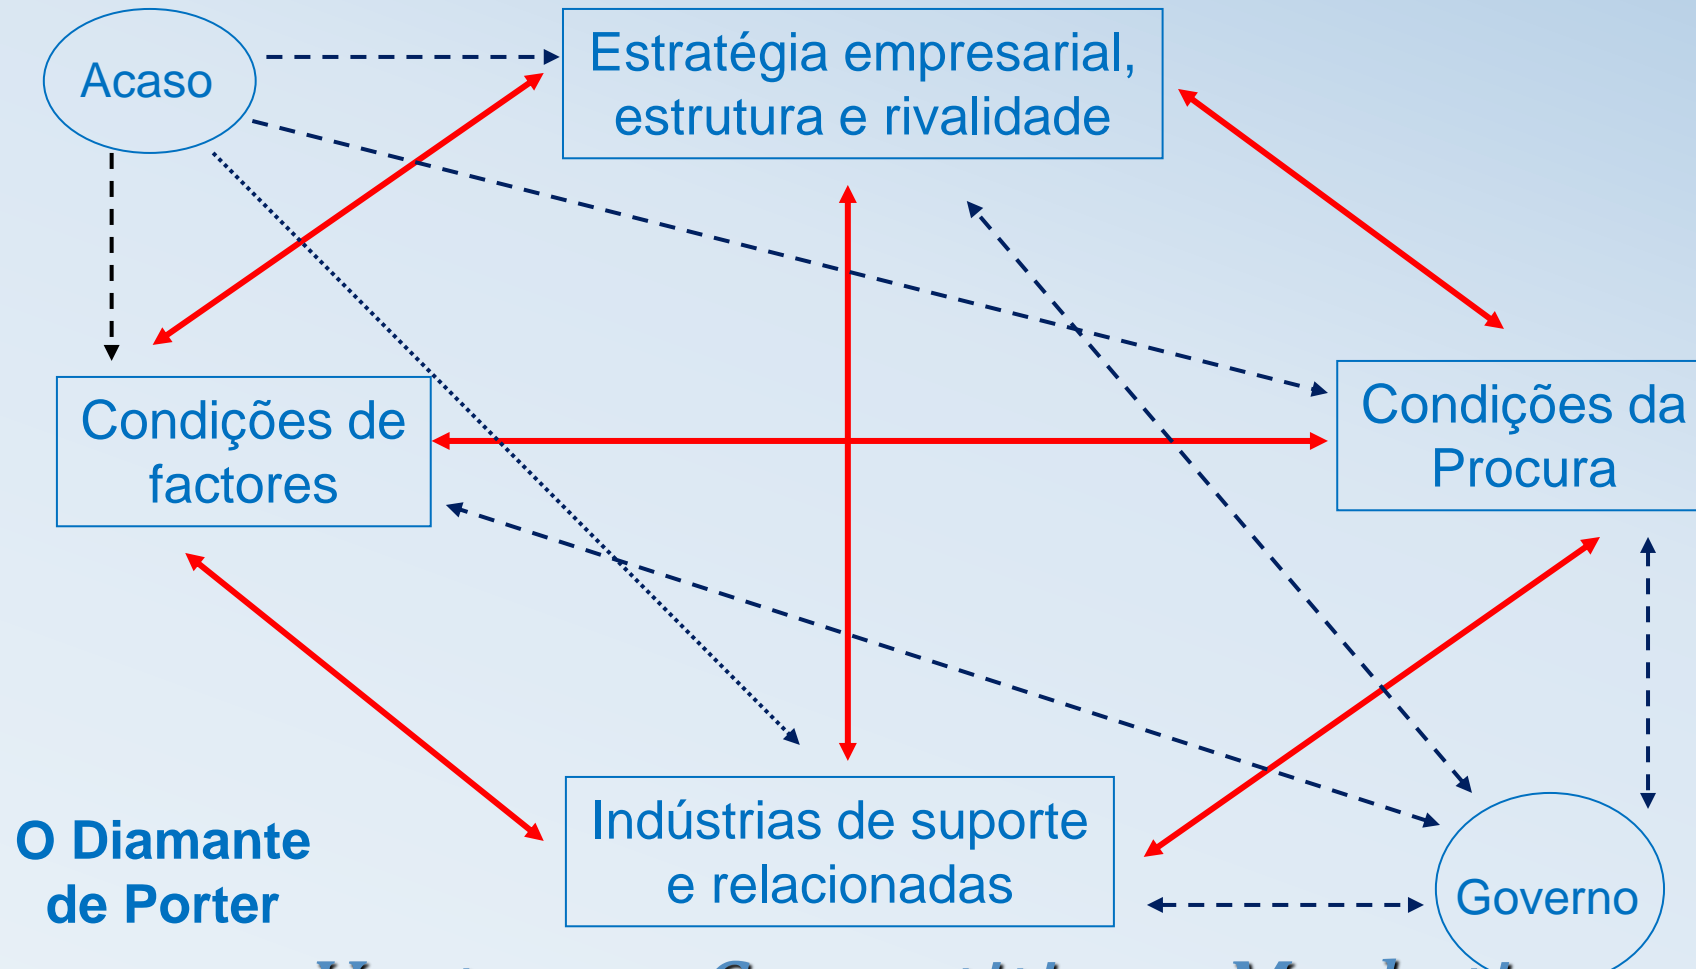 Acaso
Estratégia empresarial,
estrutura e rivalidade
Condições de
factores
Condições da
Procura
Indústrias de suporte
e relacionadas
O Diamante
de Porter
Governo